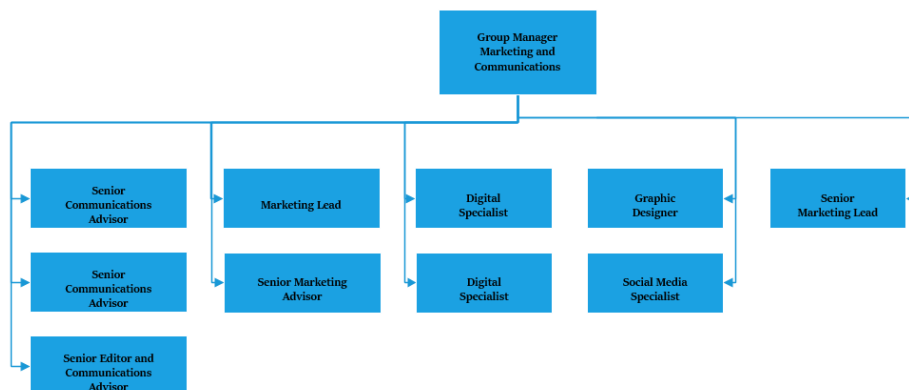 Group Manager
Marketing and
Communications
Senior
Communications
Advisor
Marketing Lead
Digital
Specialist
Graphic
Designer
Senior
Marketing Lead
Senior
Communications
Advisor
Senior Marketing
Advisor
Digital
Specialist
Social Media
Specialist
Senior Editor and
Communications
Advisor